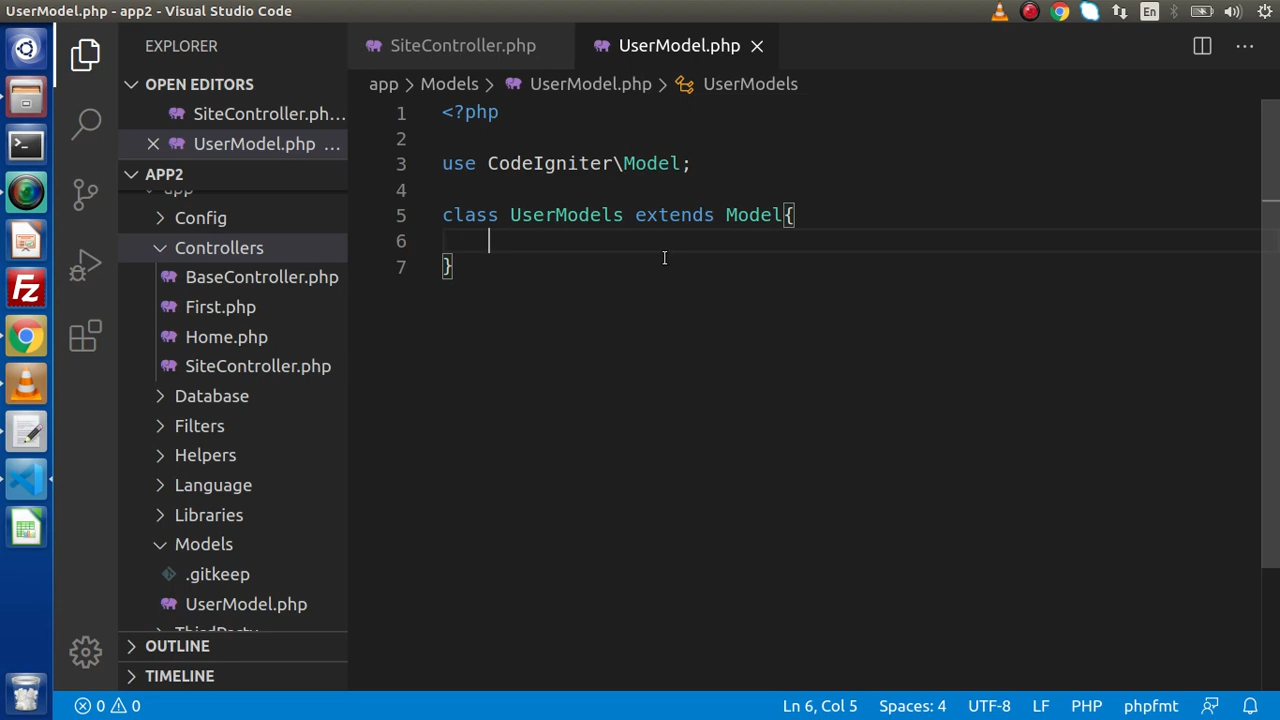 UserModel.php - app2 - Visual Studio Code
En
EXPLORER
OPEN EDITORS
SiteController.ph...
UserModel.php ...
APP2
app
Config
Controllers
BaseController.php
First.php
Home.php
SiteController.php
Database
Filters
Helpers
Language
Libraries
Models
.gitkeep
UserModel.php
ThirdParty
OUTLINE
TIMELINE
SiteController.php
UserModel.php
app > Models > UserModel.php > UserModels
1 <?php
2
3 use CodeIgniter\Model;
4
5 class UserModels extends Model{
6
7 }
0 0
Ln 6, Col 5
Spaces: 4
UTF-8
LF
PHP
phpfmt